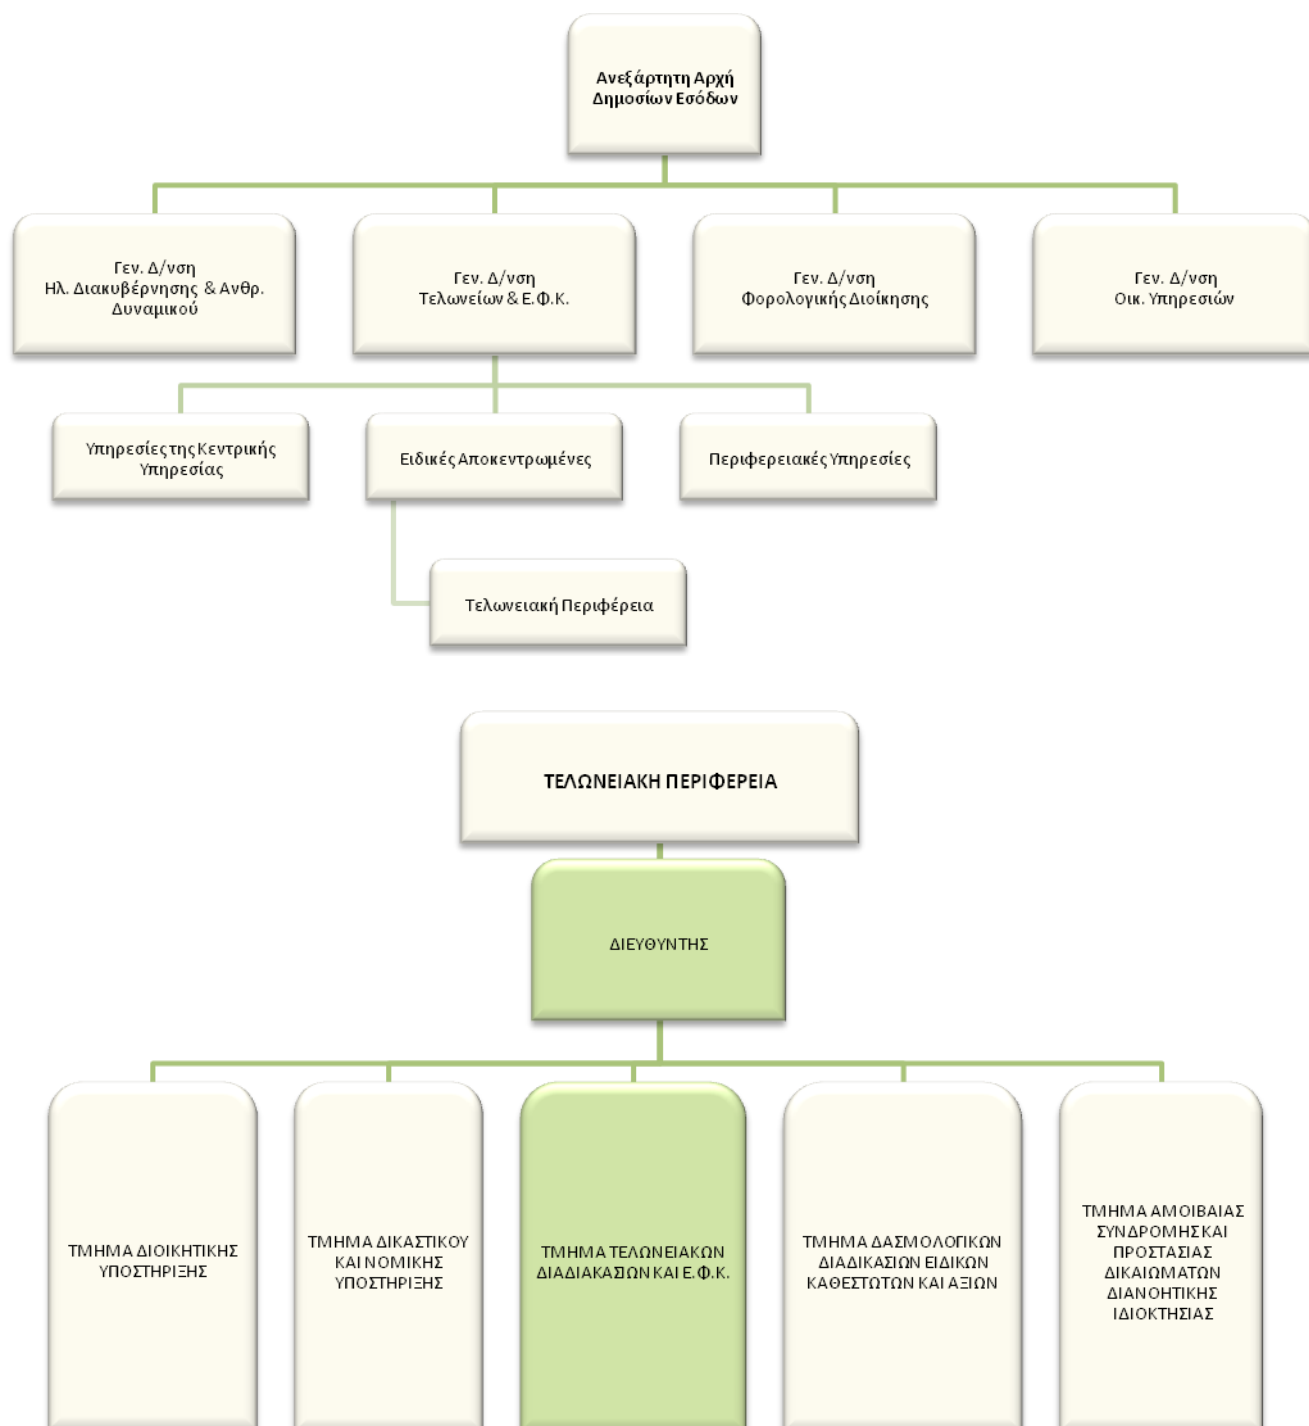 Ανεξάρτητη Αρχή
Δημοσίων Εσόδων
Γεν. Δ/νση
Ηλ. Διακυβέρνησης & Ανθρ.
Δυναμικού
Γεν. Δ/νση
Τελωνείων & Ε.Φ.Κ.
Γεν. Δ/νση
Φορολογικής Διοίκησης
Γεν. Δ/νση
Οικ. Υπηρεσιών
Υπηρεσίες της Κεντρικής
Υπηρεσίας
Ειδικές Αποκεντρωμένες
Περιφερειακές Υπηρεσίες
Τελωνειακή Περιφέρεια
ΤΕΛΩΝΕΙΑΚΗ ΠΕΡΙΦΕΡΕΙΑ
ΔΙΕΥΘΥΝΤΗΣ
ΤΜΗΜΑ ΔΙΟΙΚΗΤΙΚΗΣ
ΥΠΟΣΤΗΡΙΞΗΣ
ΤΜΗΜΑ ΔΙΚΑΣΤΙΚΟΥ
ΚΑΙ ΝΟΜΙΚΗΣ
ΥΠΟΣΤΗΡΙΞΗΣ
ΤΜΗΜΑ ΤΕΛΩΝΕΙΑΚΩΝ
ΔΙΑΔΙΑΚΑΣΙΩΝ ΚΑΙ Ε.Φ.Κ.
ΤΜΗΜΑ ΔΑΣΜΟΛΟΓΙΚΩΝ
ΔΙΑΔΙΚΑΣΙΩΝ ΕΙΔΙΚΩΝ
ΚΑΘΕΣΤΩΤΩΝ ΚΑΙ ΑΞΙΩΝ
ΤΜΗΜΑ ΑΜΟΙΒΑΙΑΣ
ΣΥΝΔΡΟΜΗΣ ΚΑΙ
ΠΡΟΣΤΑΣΙΑΣ
ΔΙΚΑΙΩΜΑΤΩΝ
ΔΙΑΝΟΗΤΙΚΗΣ
ΙΔΙΟΚΤΗΣΙΑΣ